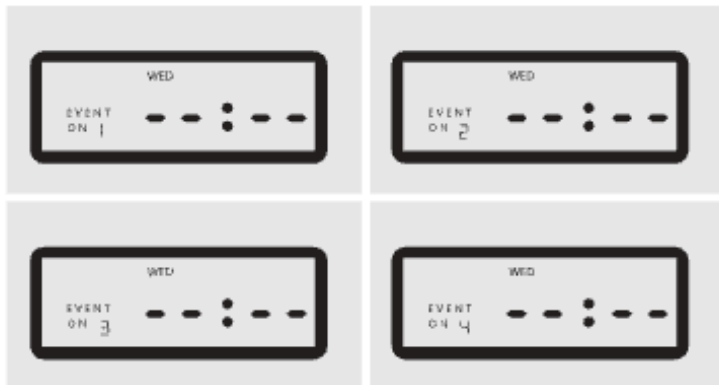 WED
EVENT
ON 1
-- : --
WED
EVENT
ON 2
-- : --
WED
EVENT
ON 3
-- : --
WED
EVENT
ON 4
-- : --